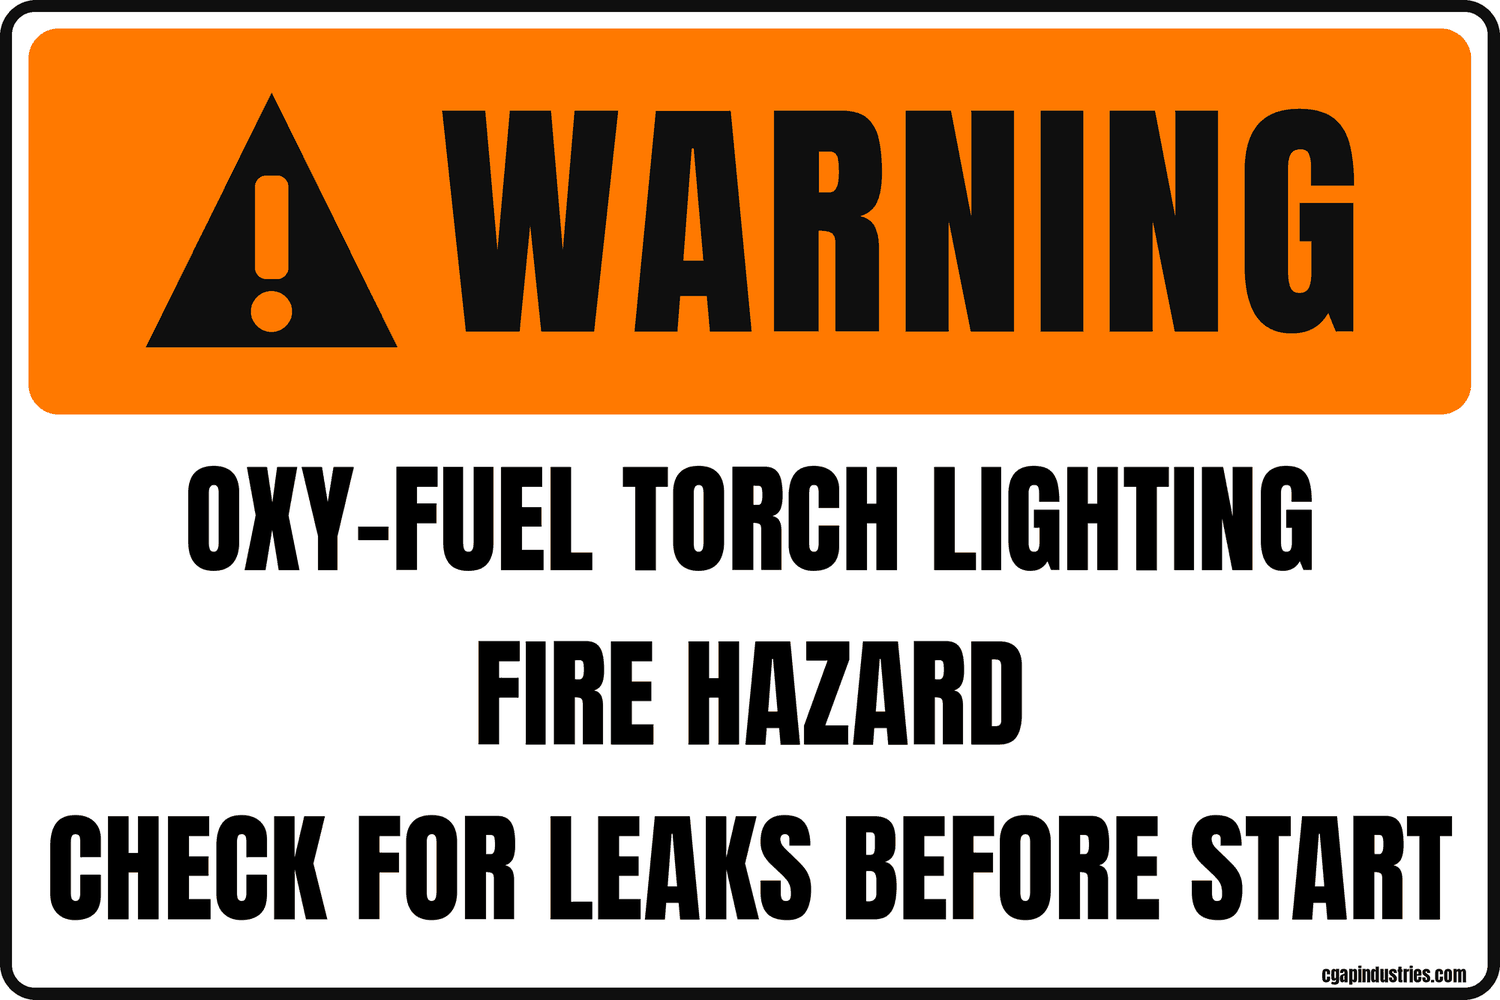 WARNING
OXY-FUEL TORCH LIGHTING
FIRE HAZARD
CHECK FOR LEAKS BEFORE START
cgapindustries.com